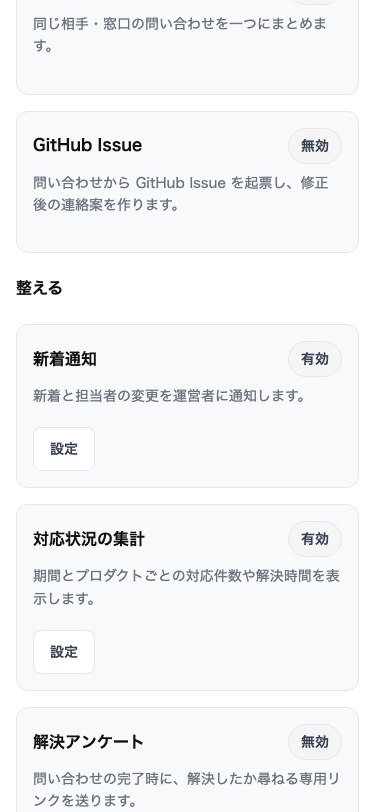 同じ相手・窓口の問い合わせを一つにまとめま
す。
GitHub Issue
無効
問い合わせから GitHub Issue を起票し、修正
後の連絡案を作ります。
整える
新着通知
有効
新着と担当者の変更を運営者に通知します。
設定
対応状況の集計
有効
期間とプロダクトごとの対応件数や解決時間を表
示します。
設定
解決アンケート
無効
問い合わせの完了時に、解決したか尋ねる専用リ
ンクを送ります。